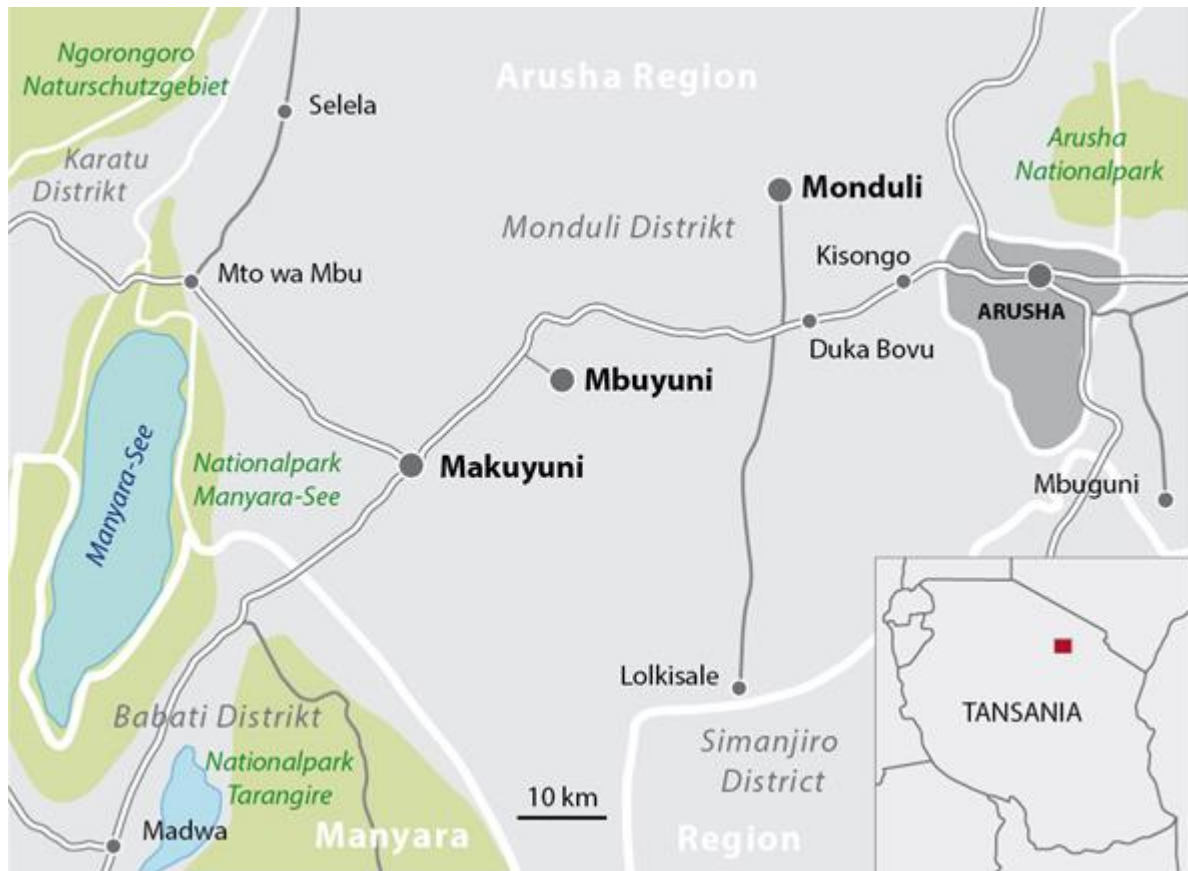 Ngorongoro
Naturschutzgebiet
Arusha Region
Selela
Karatu
Distrikt
Arusha
Nationalpark
Monduli
Monduli Distrikt
Kisongo
Mto wa Mbu
ARUSHA
Duka Bovu
Mbuyuni
Manyara-See
Nationalpark
Manyara-See
Makuyuni
Mbuguni
Lolkisale
Babati Distrikt
TANSANIA
Simanjiro
District
Nationalpark
Tarangire
10 km
Madwa
Manyara
Region